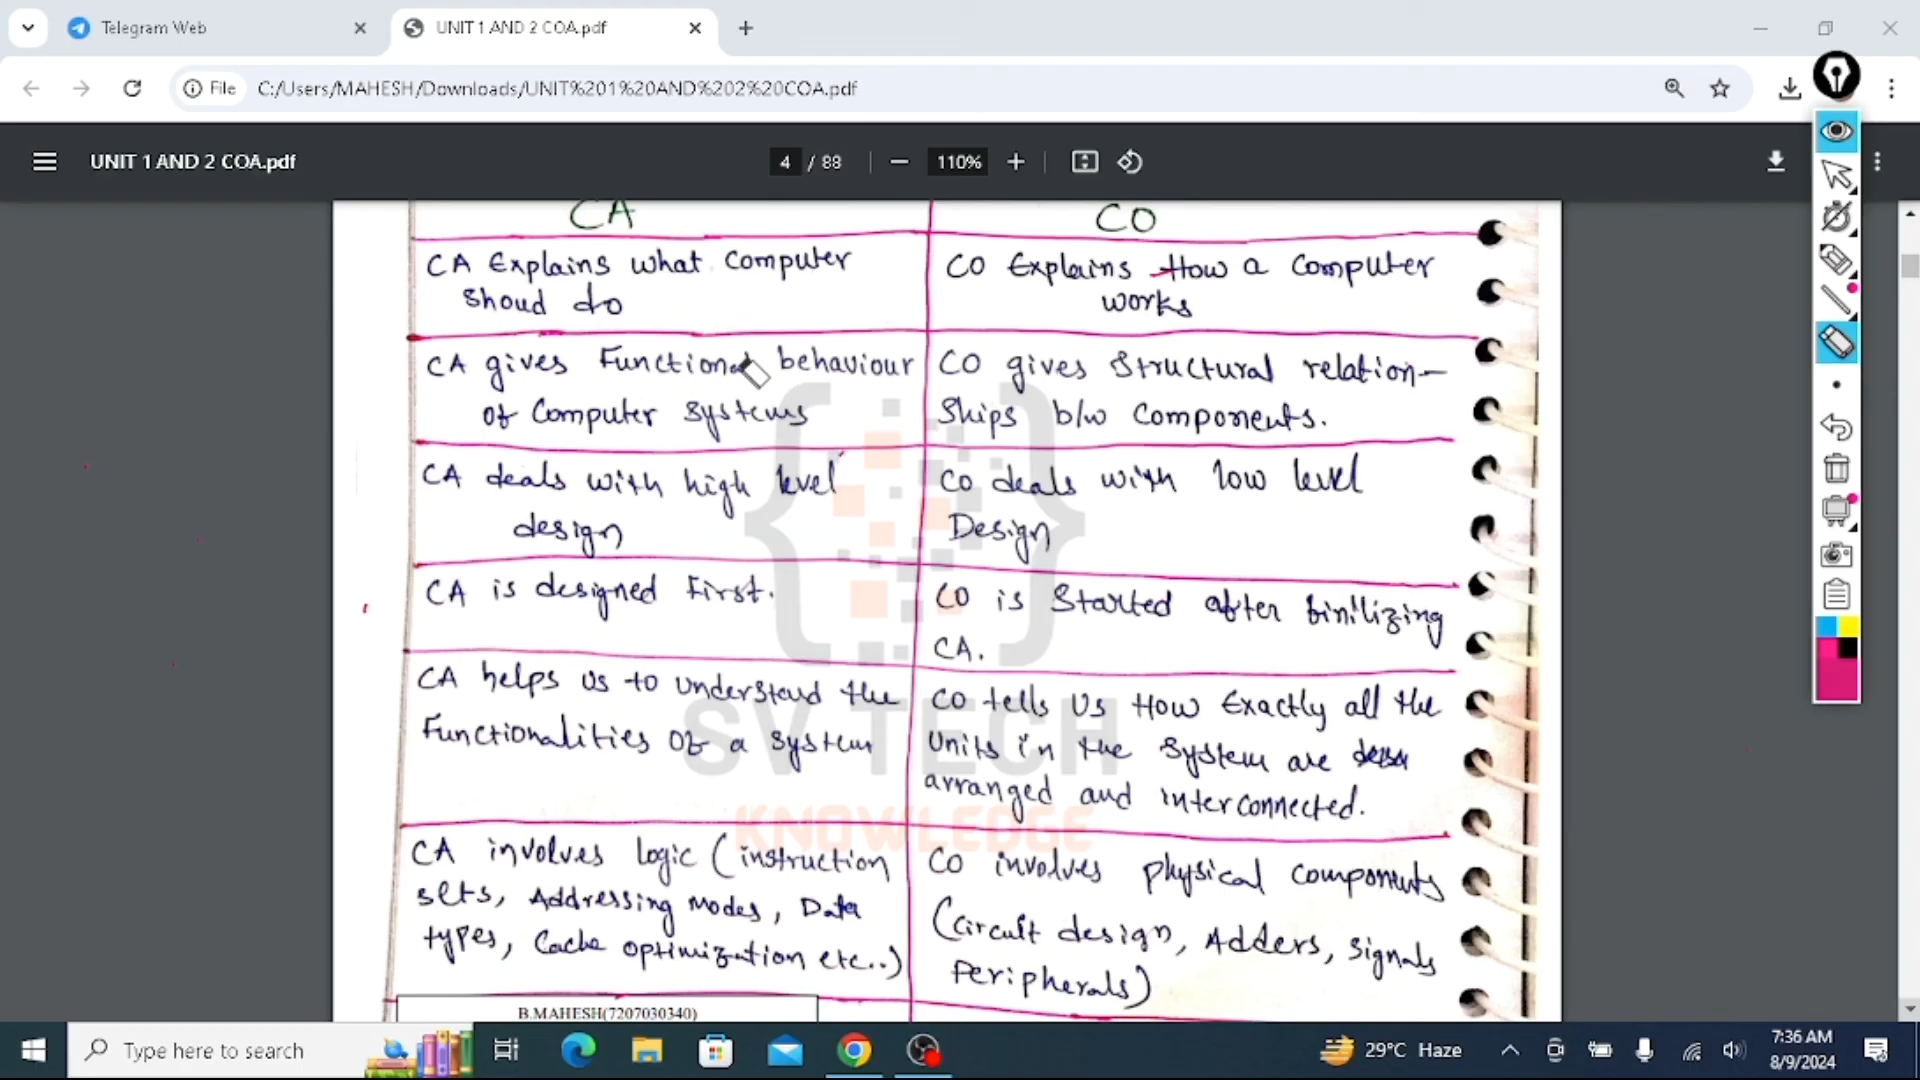 Telegram Web
UNIT 1 AND 2 COA.pdf
File
C:/Users/MAHESH/Downloads/UNIT%201%20AND%202%20COA.pdf
UNIT 1 AND 2 COA.pdf
4 / 88
110%
CA
CO
CA Explains what computer
Shoud do
CO Explains How a computer
works
CA gives Functional behaviour
of computer systems
CO gives Structural relation-
Ships b/w components.
CA deals with high level
design
CO deals with low level
Design
CA is designed First.
CO is Started after finilizing
CA.
CA helps us to understand the
Functionalities of a system
CO tells Us How Exactly all the
Units in the System are
arranged and interconnected.
CA involves logic (instruction
sets, Addressing modes, Data
types, Cache optimization etc..)
CO involves physical components
(circuit design, Adders, Signals
Peripherals)
SV TECH
KNOWLEDGE
B.MAHESH(7207030340)
Type here to search
29°C Haze
7:36 AM
8/9/2024